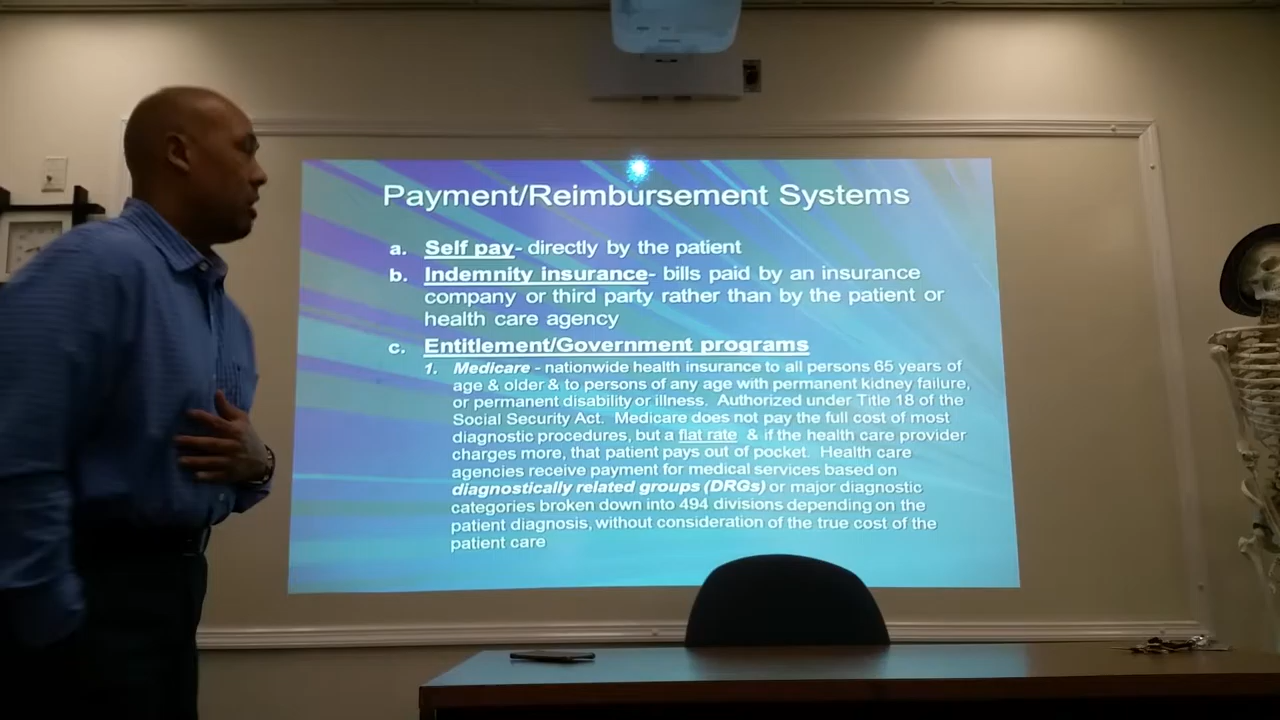 Payment/Reimbursement Systems
a. Self pay- directly by the patient
b. Indemnity insurance- bills paid by an insurance
company or third party rather than by the patient or
health care agency
c. Entitlement/Government programs
1. Medicare - nationwide health insurance to all persons 65 years of
age & older & to persons of any age with permanent kidney failure,
or permanent disability or illness. Authorized under Title 18 of the
Social Security Act. Medicare does not pay the full cost of most
diagnostic procedures, but a flat rate & if the health care provider
charges more, that patient pays out of pocket. Health care
agencies receive payment for medical services based on
diagnostically related groups (DRGs) or major diagnostic
categories broken down into 494 divisions depending on the
patient diagnosis, without consideration of the true cost of the
patient care